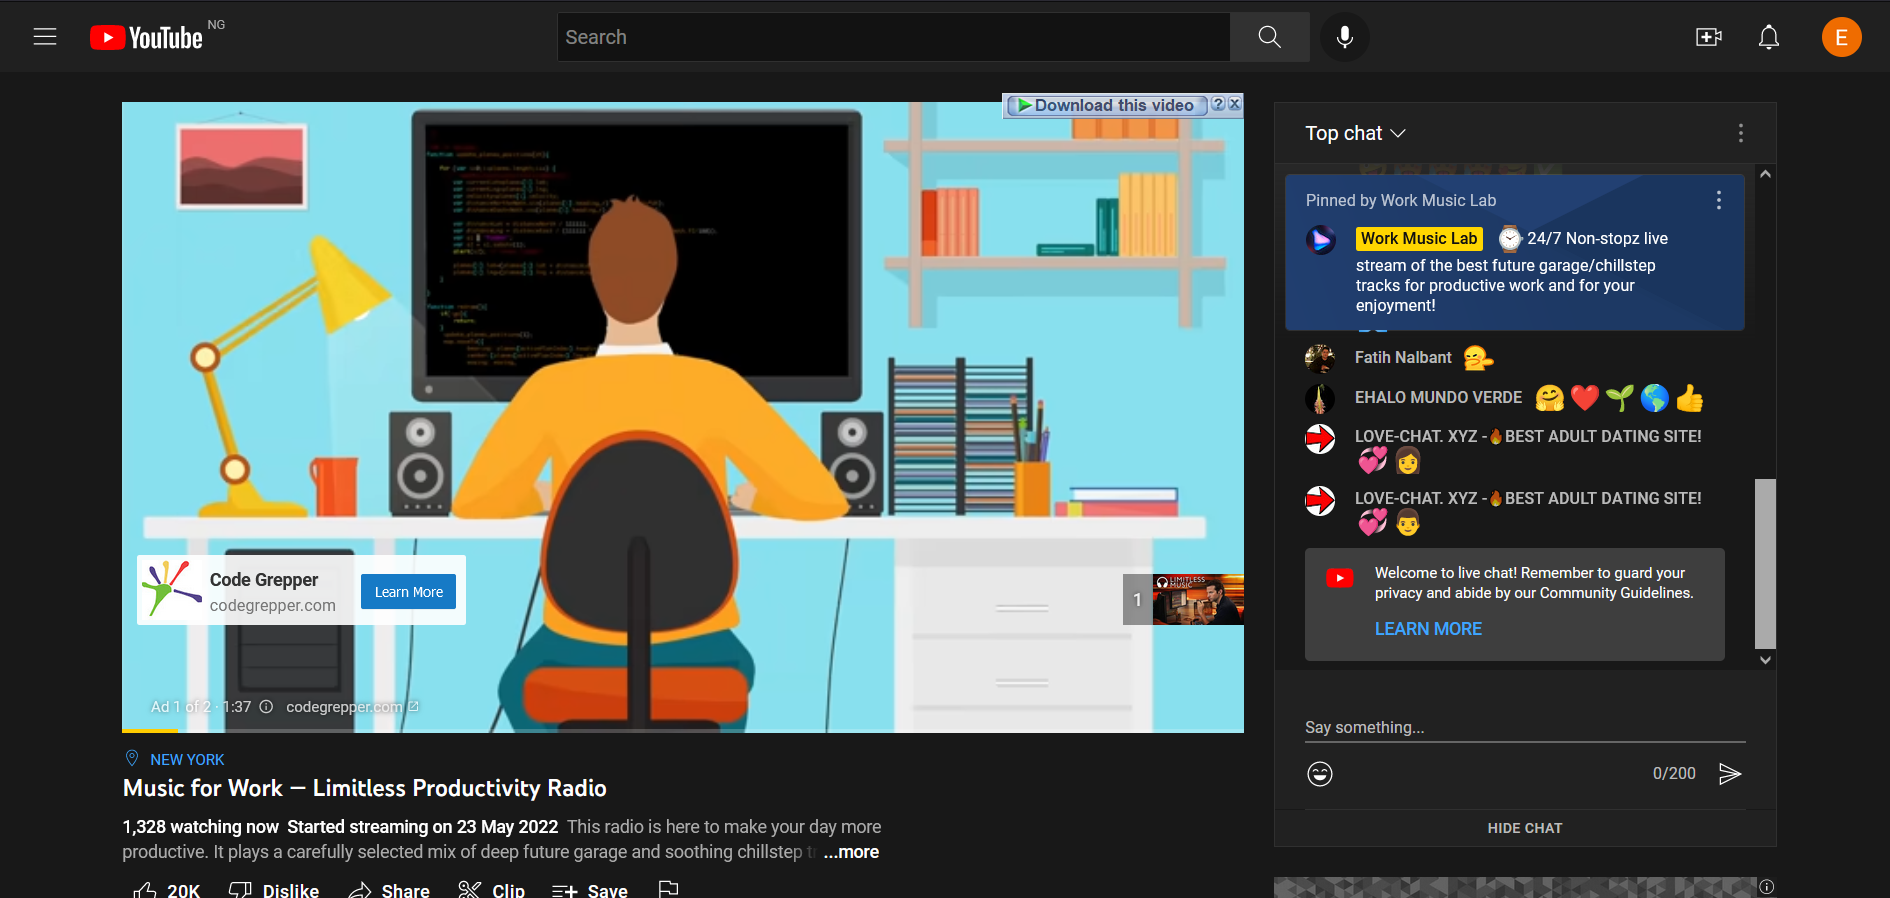 YouTube NG
Search
E
Download this video ? x
Code Grepper
codegrepper.com
Learn More
1
LIMITLESS
MUSIC
Ad 1 of 2 · 1:37 codegrepper.com
NEW YORK
Music for Work — Limitless Productivity Radio
1,328 watching now Started streaming on 23 May 2022 This radio is here to make your day more
productive. It plays a carefully selected mix of deep future garage and soothing chillstep ...more
20K Dislike Share Clip Save
Top chat
Pinned by Work Music Lab
Work Music Lab ⌚ 24/7 Non-stopz live
stream of the best future garage/chillstep
tracks for productive work and for your
enjoyment!
Fatih Nalbant
EHALO MUNDO VERDE 🤗❤️🌱🌎👍
LOVE-CHAT. XYZ -🔥BEST ADULT DATING SITE!
💞👩
LOVE-CHAT. XYZ -🔥BEST ADULT DATING SITE!
💞👨
Welcome to live chat! Remember to guard your
privacy and abide by our Community Guidelines.
LEARN MORE
Say something...
0/200
HIDE CHAT